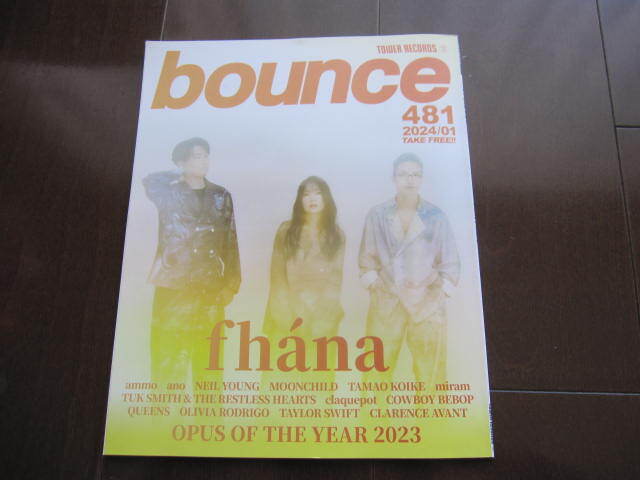 TOWER RECORDS
bounce
481
2024/01
TAKE FREE!!
fhána
ammo ano NEIL YOUNG MOONCHILD TAMAO KOIKE miram
TUK SMITH & THE RESTLESS HEARTS claquepot COWBOY BEBOP
QUEENS OLIVIA RODRIGO TAYLOR SWIFT CLARENCE AVANT
OPUS OF THE YEAR 2023